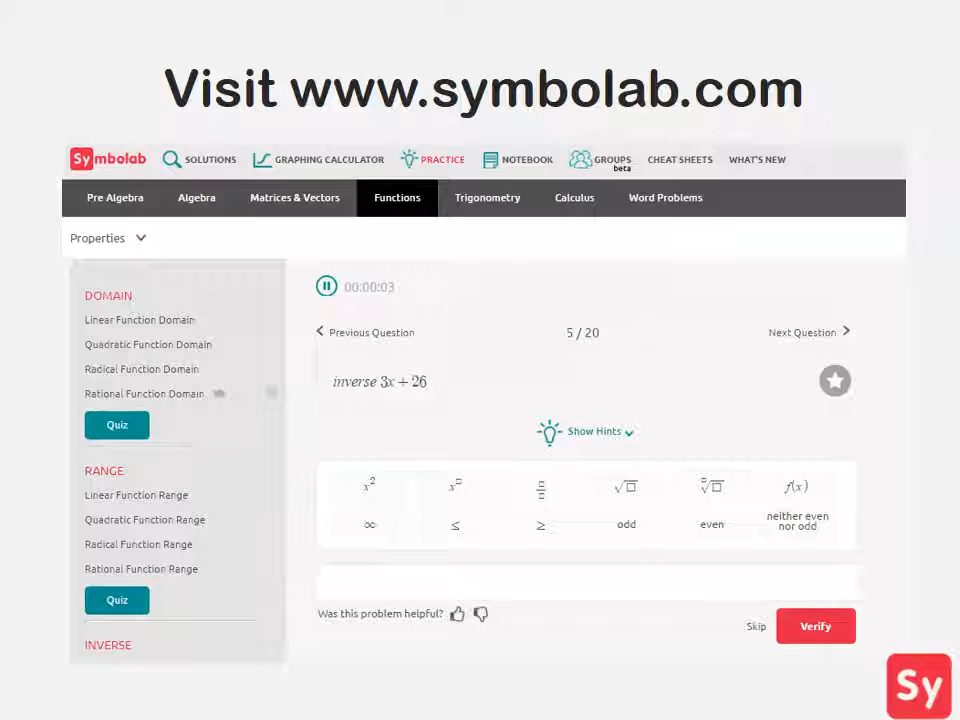 Visit www.symbolab.com
Symbolab SOLUTIONS GRAPHING CALCULATOR PRACTICE NOTEBOOK GROUPS beta CHEAT SHEETS WHAT'S NEW
Pre Algebra Algebra Matrices & Vectors Functions Trigonometry Calculus Word Problems
Properties
00:00:03
DOMAIN
Linear Function Domain
Quadratic Function Domain
Radical Function Domain
Rational Function Domain
Quiz
RANGE
Linear Function Range
Quadratic Function Range
Radical Function Range
Rational Function Range
Quiz
INVERSE
Previous Question 5 / 20 Next Question
inverse 3x + 26
Show Hints
x² x^□ □/□ √□ □√□ f(x)
∞ ≤ ≥ odd even neither even nor odd
Was this problem helpful?
Skip Verify
Sy